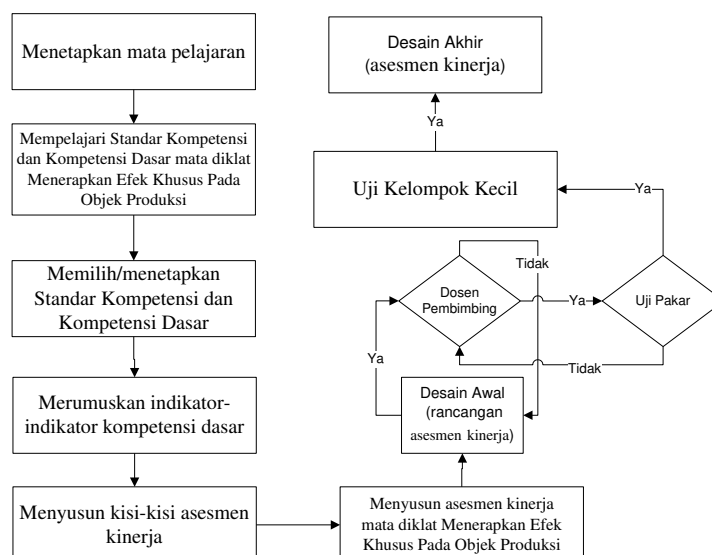 Menetapkan mata pelajaran
Mempelajari Standar Kompetensi
dan Kompetensi Dasar mata diklat
Menerapkan Efek Khusus Pada
Objek Produksi
Memilih/menetapkan
Standar Kompetensi dan
Kompetensi Dasar
Merumuskan indikator-
indikator kompetensi dasar
Menyusun kisi-kisi asesmen
kinerja
Menyusun asesmen kinerja
mata diklat Menerapkan Efek
Khusus Pada Objek Produksi
Desain Awal
(rancangan
asesmen kinerja)
Ya
Dosen
Pembimbing
Tidak
Ya
Uji Pakar
Tidak
Ya
Uji Kelompok Kecil
Ya
Desain Akhir
(asesmen kinerja)